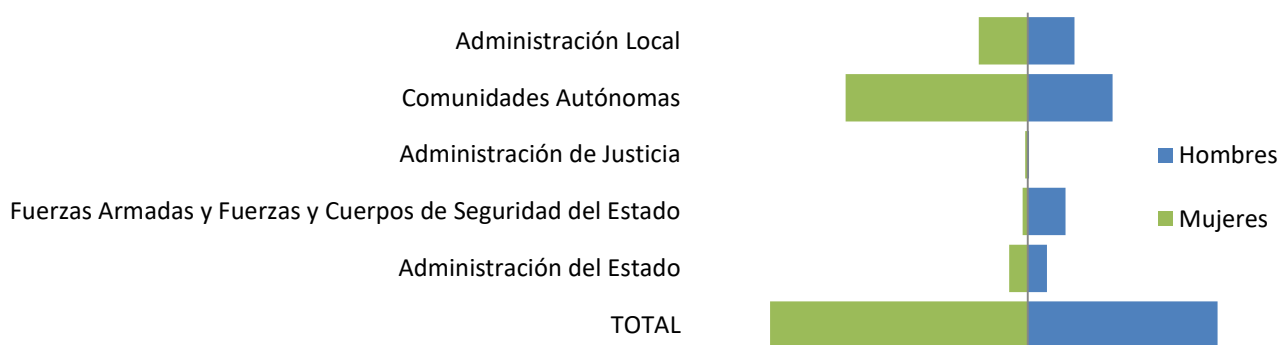 Administración Local
Comunidades Autónomas
Administración de Justicia
Hombres
Fuerzas Armadas y Fuerzas y Cuerpos de Seguridad del Estado
Mujeres
Administración del Estado
TOTAL